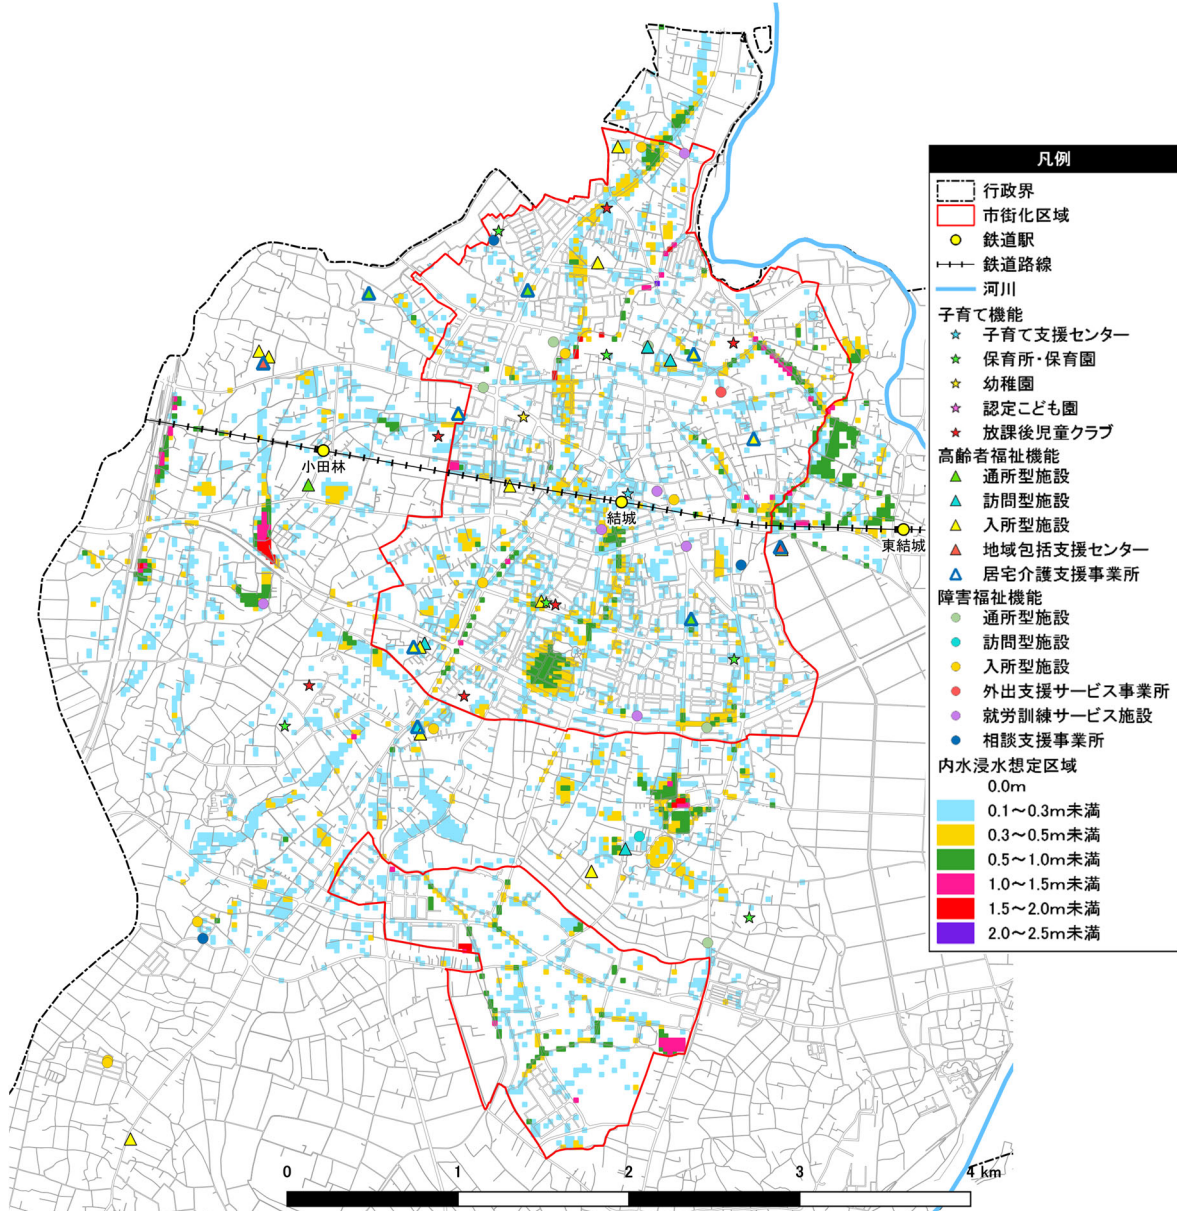 凡例
行政界
市街化区域
鉄道駅
鉄道路線
河川
子育て機能
子育て支援センター
保育所・保育園
幼稚園
認定こども園
放課後児童クラブ
高齢者福祉機能
通所型施設
訪問型施設
入所型施設
地域包括支援センター
居宅介護支援事業所
障害福祉機能
通所型施設
訪問型施設
入所型施設
外出支援サービス事業所
就労訓練サービス施設
相談支援事業所
内水浸水想定区域
0.0m
0.1～0.3m未満
0.3～0.5m未満
0.5～1.0m未満
1.0～1.5m未満
1.5～2.0m未満
2.0～2.5m未満
小田林
結城
東結城
0 1 2 3 4 km